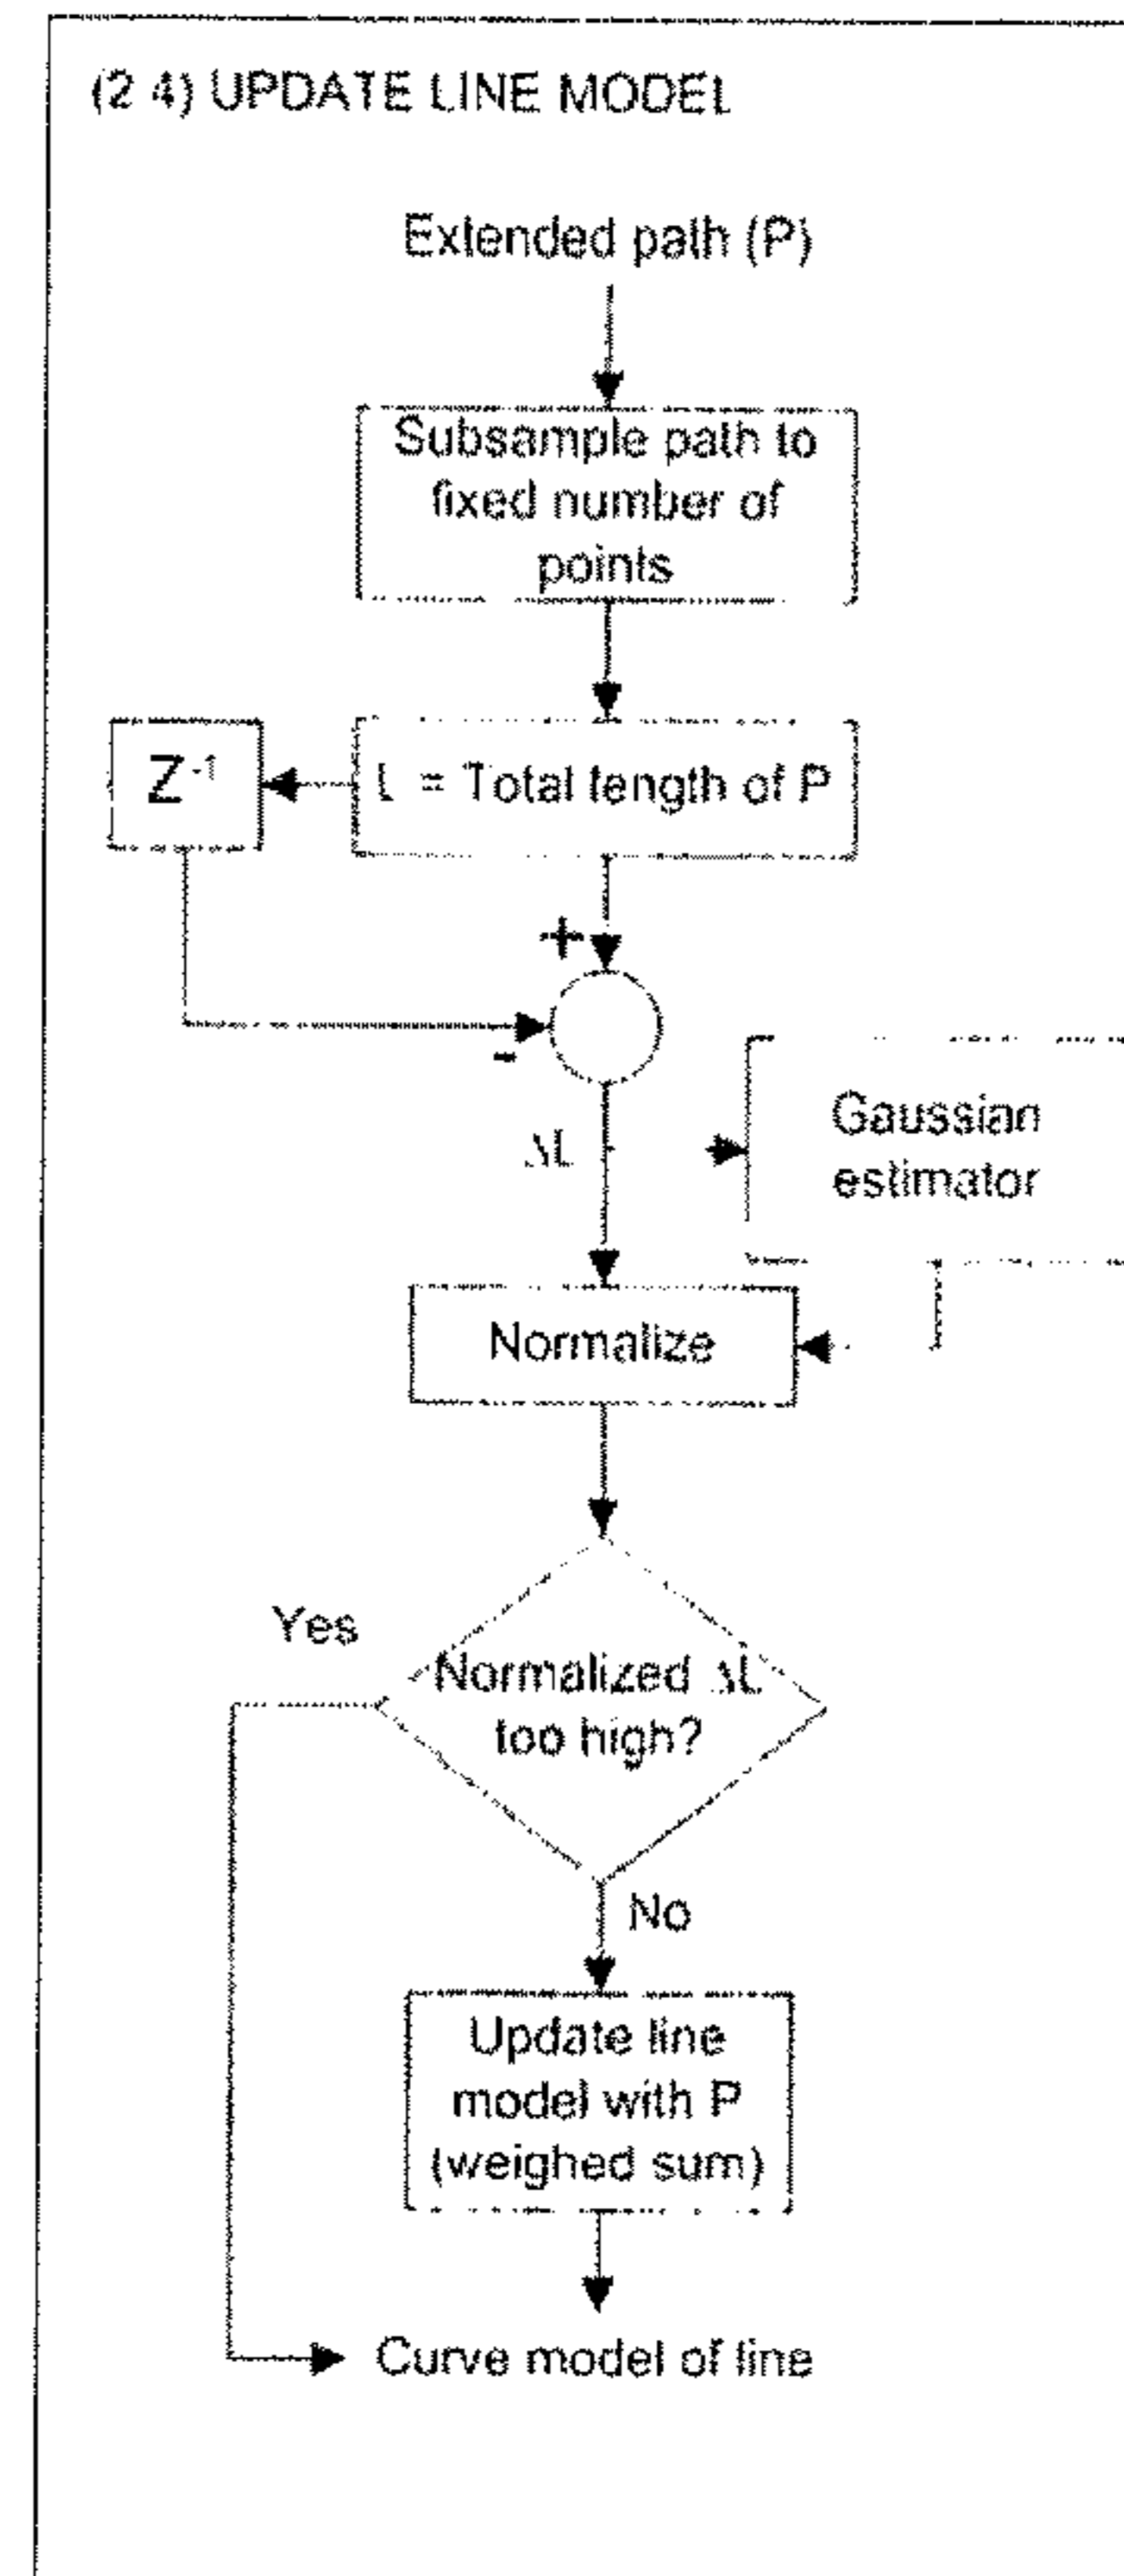 (2.4) UPDATE LINE MODEL
Extended path (P)
Subsample path to
fixed number of
points
Z⁻¹
L = Total length of P
+
-
ΔL
Gaussian
estimator
Normalize
Yes
Normalized ΔL
too high?
No
Update line
model with P
(weighed sum)
Curve model of line